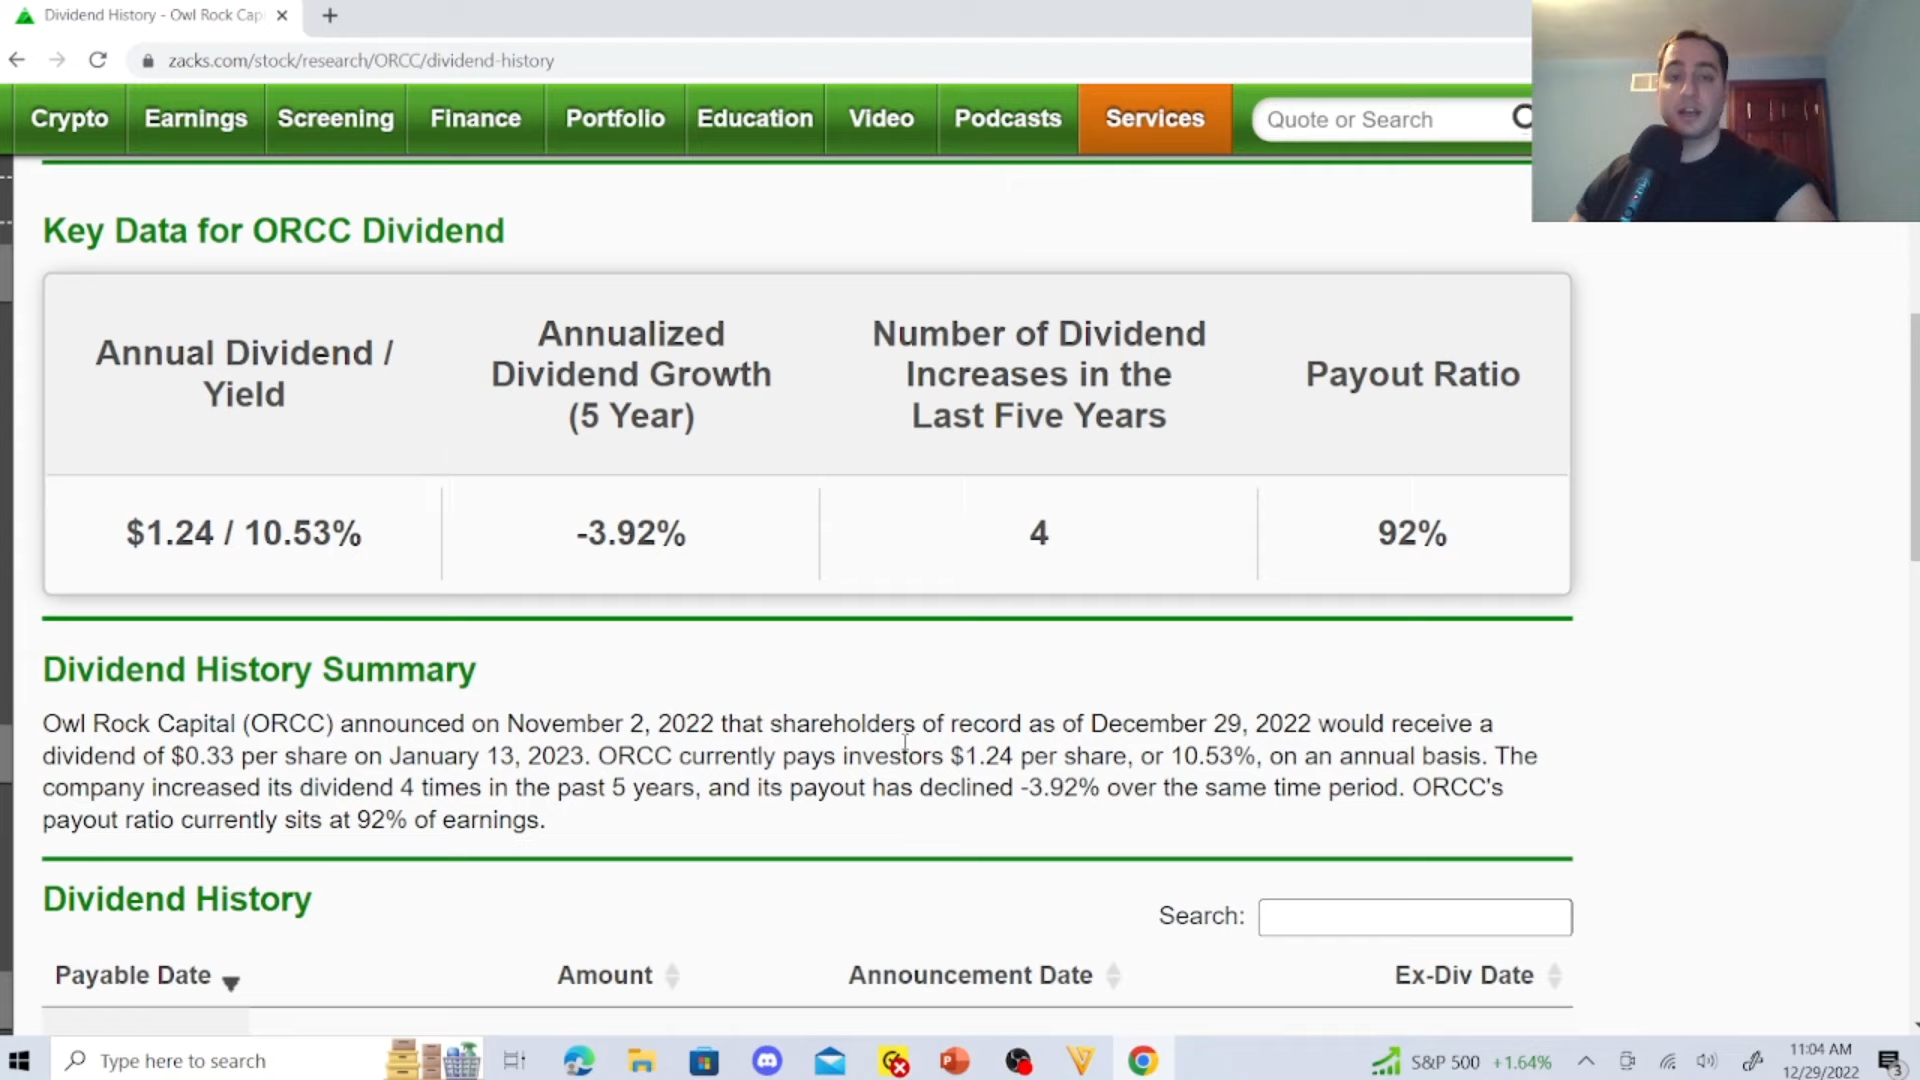 Dividend History - Owl Rock Cap
zacks.com/stock/research/ORCC/dividend-history
Crypto
Earnings
Screening
Finance
Portfolio
Education
Video
Podcasts
Services
Quote or Search
Key Data for ORCC Dividend
Annual Dividend /
Yield
Annualized
Dividend Growth
(5 Year)
Number of Dividend
Increases in the
Last Five Years
Payout Ratio
$1.24 / 10.53%
-3.92%
4
92%
Dividend History Summary
Owl Rock Capital (ORCC) announced on November 2, 2022 that shareholders of record as of December 29, 2022 would receive a
dividend of $0.33 per share on January 13, 2023. ORCC currently pays investors $1.24 per share, or 10.53%, on an annual basis. The
company increased its dividend 4 times in the past 5 years, and its payout has declined -3.92% over the same time period. ORCC's
payout ratio currently sits at 92% of earnings.
Dividend History
Search:
Payable Date
Amount
Announcement Date
Ex-Div Date
Type here to search
S&P 500 +1.64%
11:04 AM
12/29/2022
3